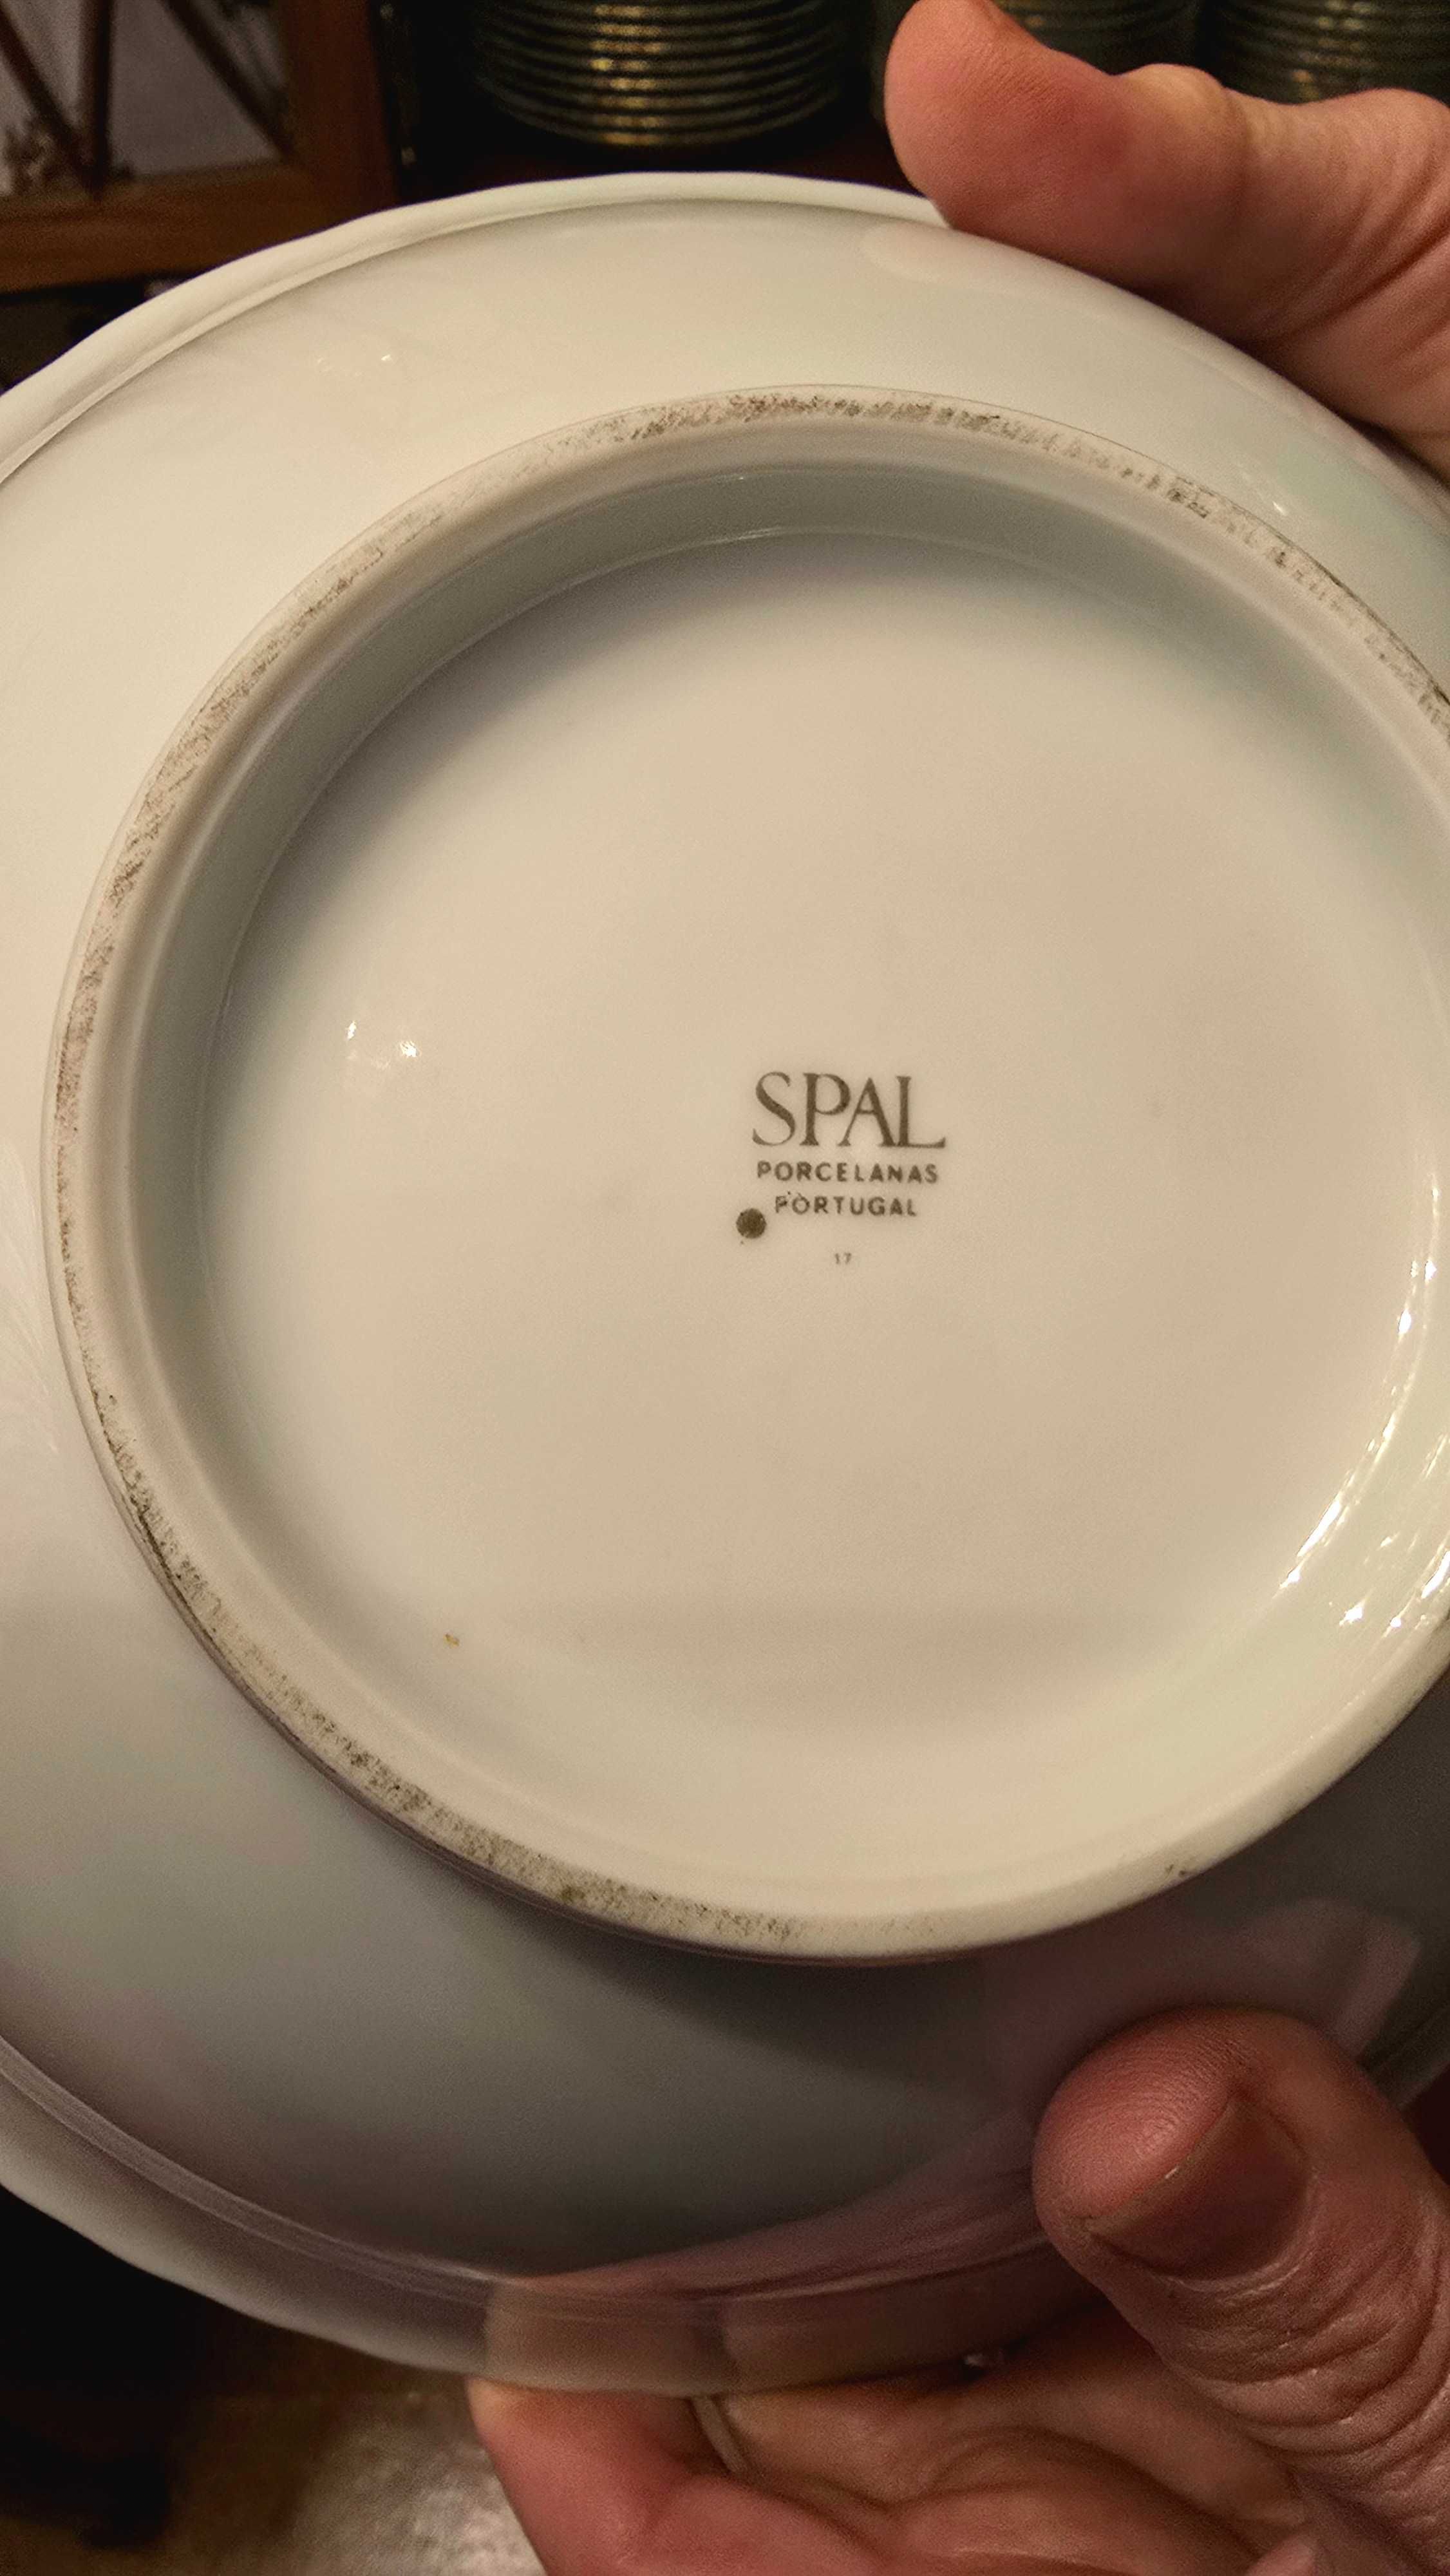 SPAL
PORCELANAS
PORTUGAL
17